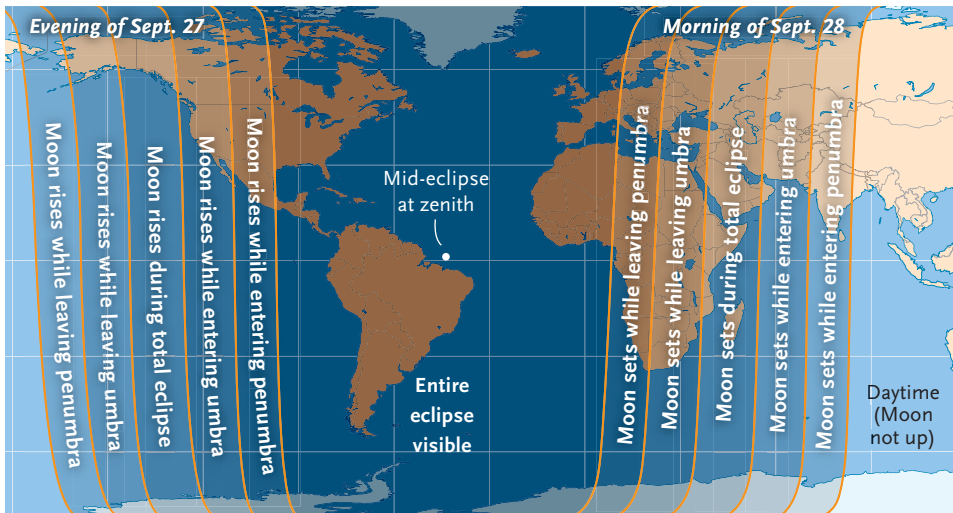 Evening of Sept. 27
Morning of Sept. 28
Moon rises while leaving penumbra
Moon rises while leaving umbra
Moon rises during total eclipse
Moon rises while entering umbra
Moon rises while entering penumbra
Mid-eclipse
at zenith
Entire
eclipse
visible
Moon sets while leaving penumbra
Moon sets while leaving umbra
Moon sets during total eclipse
Moon sets while entering umbra
Moon sets while entering penumbra
Daytime
(Moon
not up)